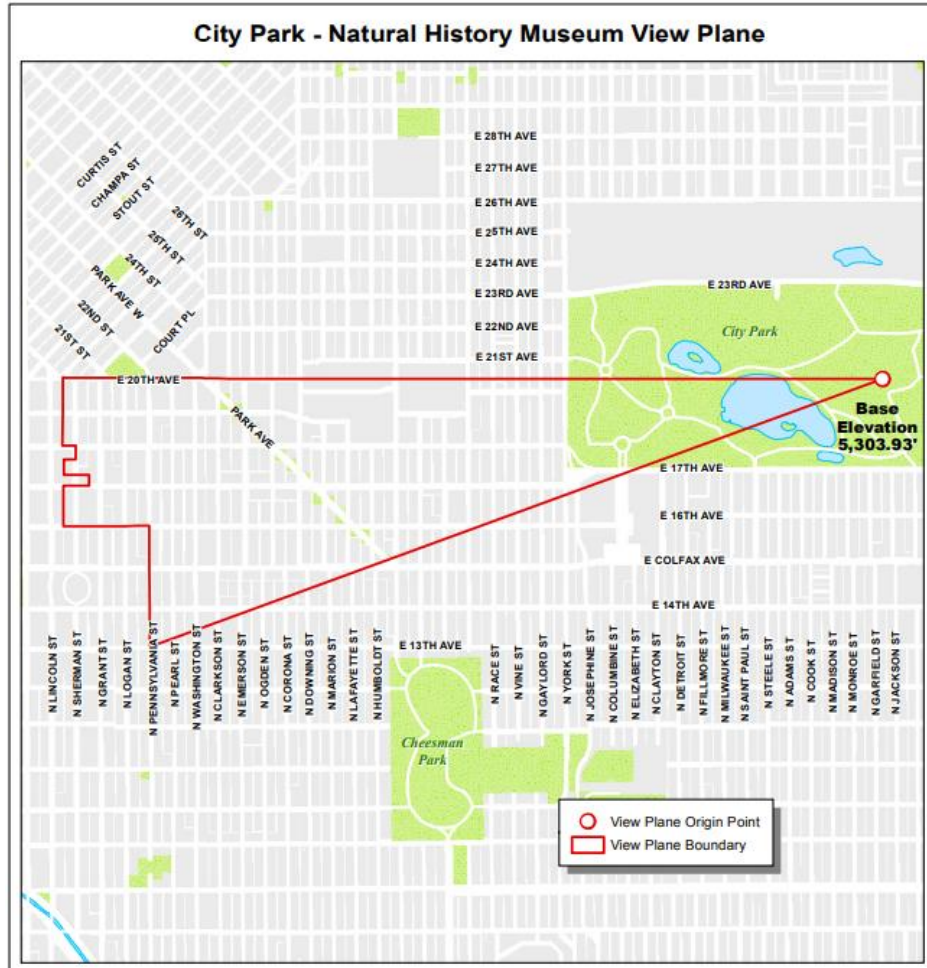 City Park - Natural History Museum View Plane
E 28TH AVE
CURTIS ST
CHAMPA ST
STOUT ST
E 27TH AVE
26TH ST
E 26TH AVE
25TH ST
E 25TH AVE
24TH ST
E 24TH AVE
PARK AVE W
E 23RD AVE
E 23RD AVE
22ND ST
COURT PL
E 22ND AVE
City Park
21ST ST
E 21ST AVE
E 20TH AVE
PARK AVE
Base
Elevation
5,303.93'
E 17TH AVE
E 16TH AVE
E COLFAX AVE
E 14TH AVE
E 13TH AVE
N LINCOLN ST
N SHERMAN ST
N GRANT ST
N LOGAN ST
N PENNSYLVANIA ST
N PEARL ST
N WASHINGTON ST
N CLARKSON ST
N EMERSON ST
N OGDEN ST
N CORONA ST
N DOWNING ST
N MARION ST
N LAFAYETTE ST
N HUMBOLDT ST
N RACE ST
N VINE ST
N GAYLORD ST
N YORK ST
N JOSEPHINE ST
N COLUMBINE ST
N ELIZABETH ST
N CLAYTON ST
N DETROIT ST
N FILLMORE ST
N MILWAUKEE ST
N SAINT PAUL ST
N STEELE ST
N ADAMS ST
N COOK ST
N MADISON ST
N MONROE ST
N GARFIELD ST
N JACKSON ST
Cheesman
Park
View Plane Origin Point
View Plane Boundary